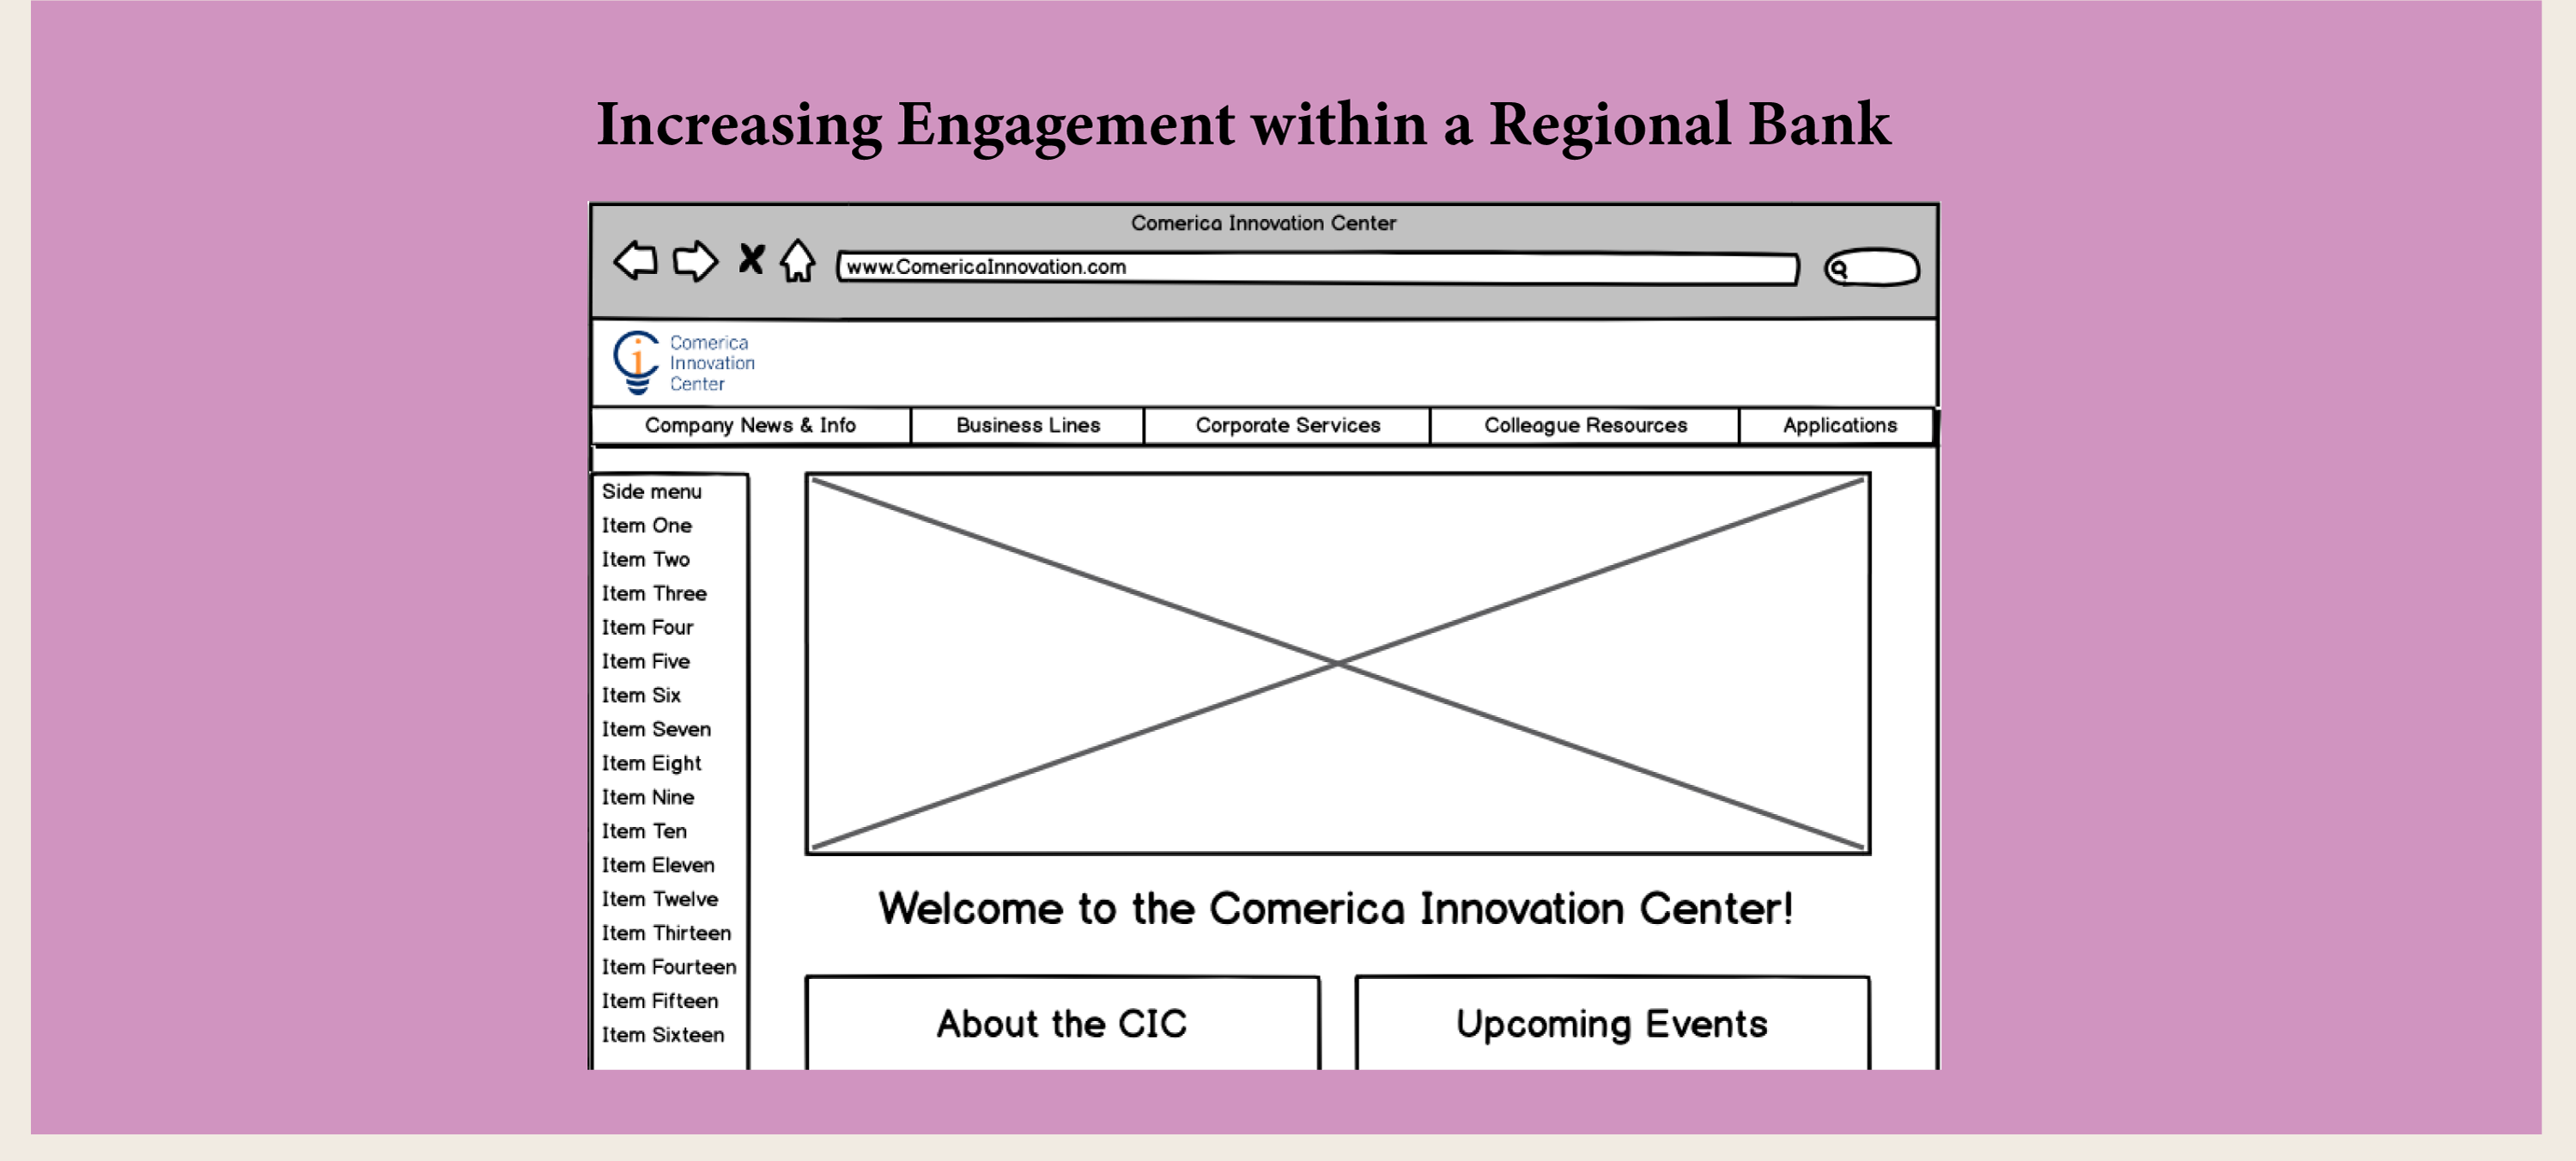 Increasing Engagement within a Regional Bank
Comerica Innovation Center
www.ComericaInnovation.com
Comerica
Innovation
Center
Company News & Info
Business Lines
Corporate Services
Colleague Resources
Applications
Side menu
Item One
Item Two
Item Three
Item Four
Item Five
Item Six
Item Seven
Item Eight
Item Nine
Item Ten
Item Eleven
Item Twelve
Item Thirteen
Item Fourteen
Item Fifteen
Item Sixteen
Welcome to the Comerica Innovation Center!
About the CIC
Upcoming Events